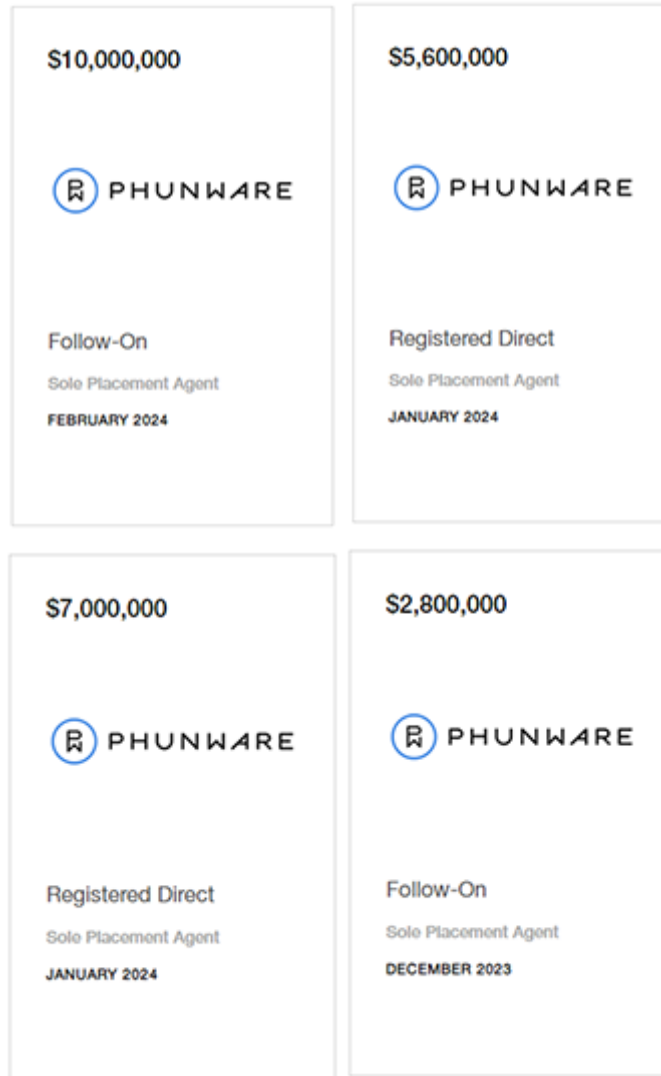 $10,000,000
PHUNWARE
Follow-On
Sole Placement Agent
FEBRUARY 2024
$5,600,000
PHUNWARE
Registered Direct
Sole Placement Agent
JANUARY 2024
$7,000,000
PHUNWARE
Registered Direct
Sole Placement Agent
JANUARY 2024
$2,800,000
PHUNWARE
Follow-On
Sole Placement Agent
DECEMBER 2023